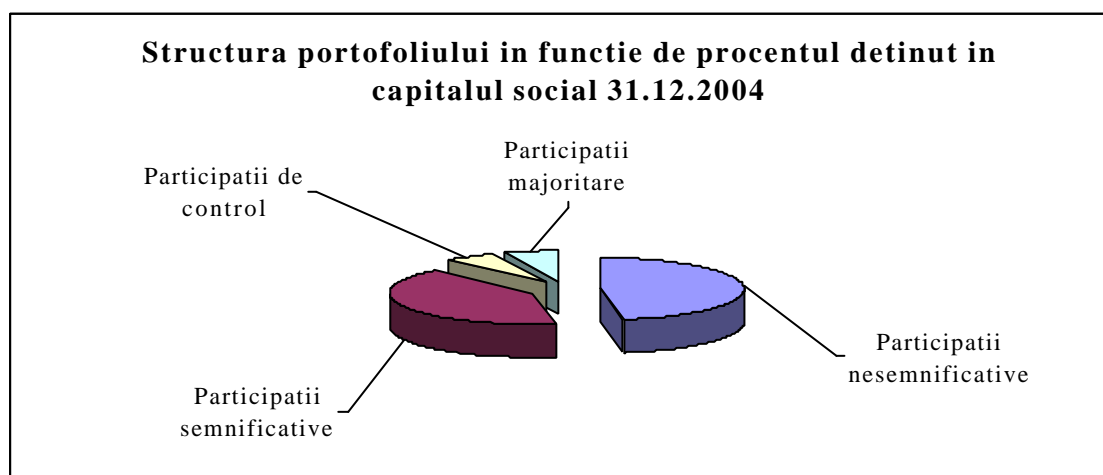 Structura portofoliului in functie de procentul detinut in
capitalul social 31.12.2004
Participatii
majoritare
Participatii de
control
Participatii
nesemnificative
Participatii
semnificative